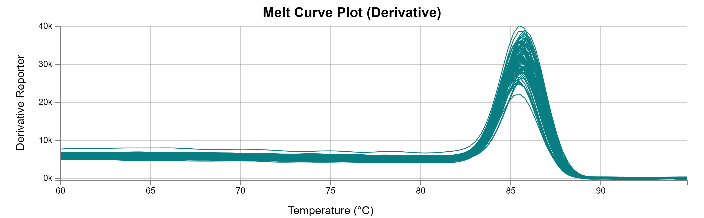 Melt Curve Plot (Derivative)
40k
30k
20k
10k
0k
Derivative Reporter
60
65
70
75
80
85
90
Temperature (°C)